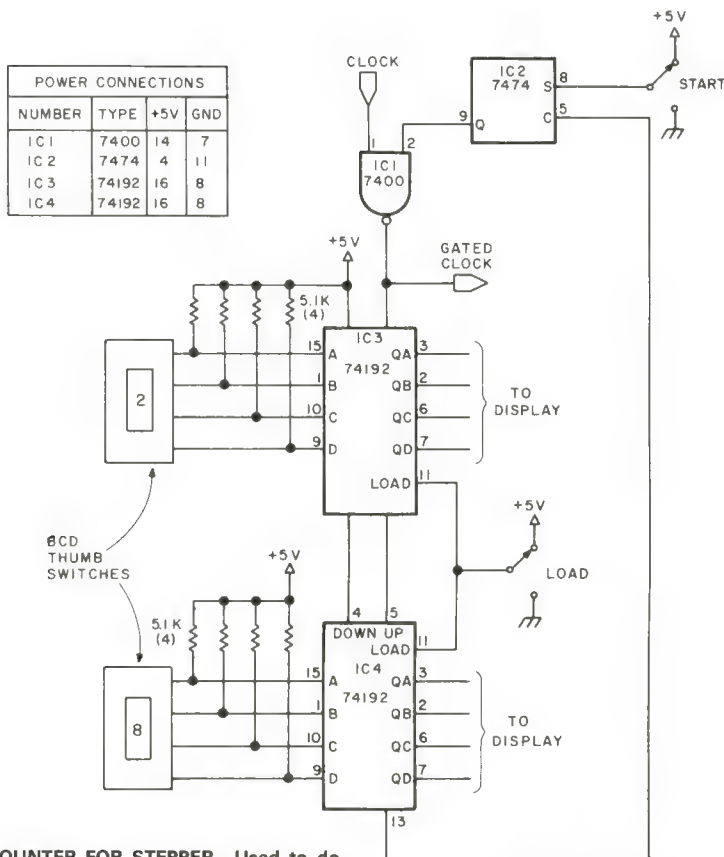 POWER CONNECTIONS
NUMBER TYPE +5V GND
IC1 7400 14 7
IC2 7474 4 11
IC3 74192 16 8
IC4 74192 16 8
CLOCK
1 2
IC1
7400
9 Q
IC2
7474
S 8
C 5
+5V
START
GATED
CLOCK
+5V
5.1K
(4)
2
IC3
74192
15 A
1 B
10 C
9 D
QA 3
QB 2
QC 6
QD 7
LOAD 11
TO
DISPLAY
BCD
THUMB
SWITCHES
+5V
LOAD
+5V
5.1K
(4)
8
4 5
DOWN UP
LOAD 11
IC4
74192
15 A
1 B
10 C
9 D
QA 3
QB 2
QC 6
QD 7
13
TO
DISPLAY
COUNTER FOR STEPPER—Used to do